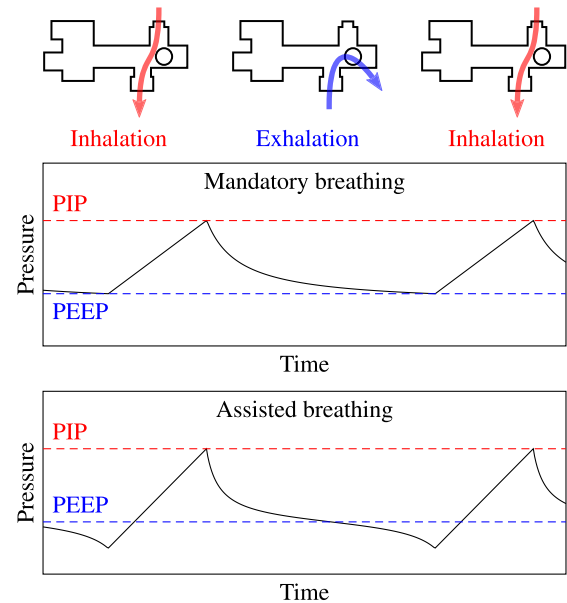 Inhalation
Exhalation
Inhalation
Mandatory breathing
PIP
Pressure
PEEP
Time
Assisted breathing
PIP
Pressure
PEEP
Time